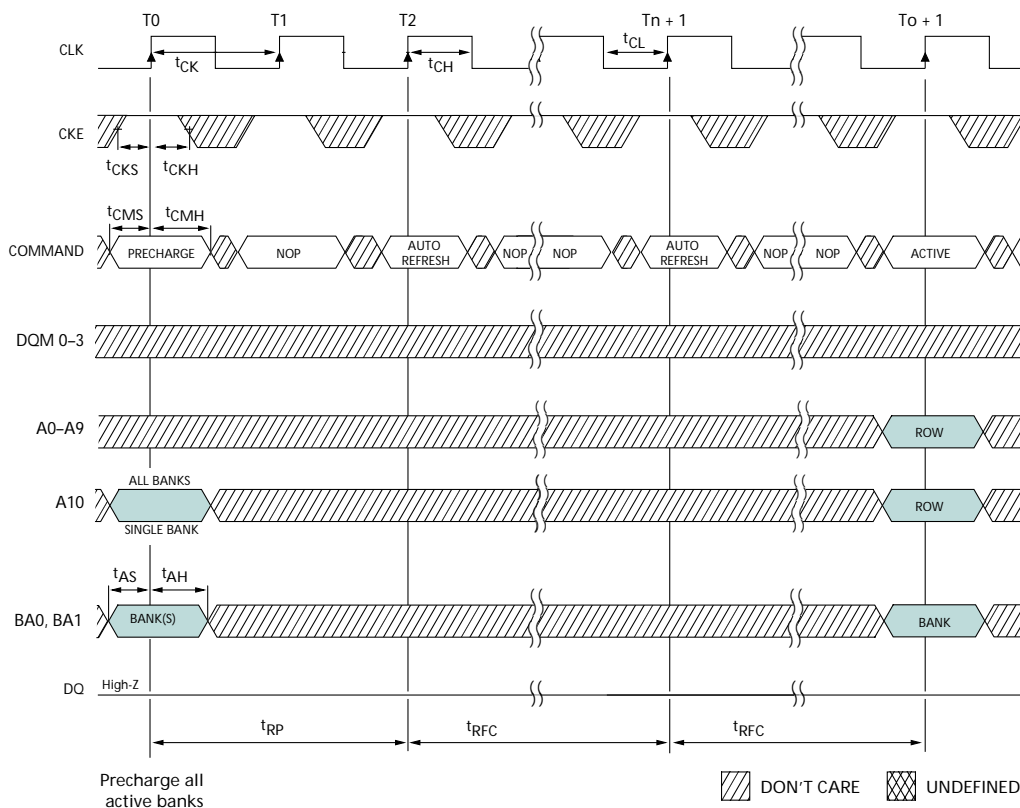 T0 T1 T2 Tn + 1 To + 1
CLK
tCK tCH tCL
CKE
tCKS tCKH
tCMS tCMH
COMMAND PRECHARGE NOP AUTO REFRESH NOP NOP AUTO REFRESH NOP NOP ACTIVE
DQM 0–3
A0–A9 ROW
ALL BANKS
A10 ROW
SINGLE BANK
tAS tAH
BA0, BA1 BANK(S) BANK
DQ High-Z
tRP tRFC tRFC
Precharge all
active banks
DON'T CARE UNDEFINED